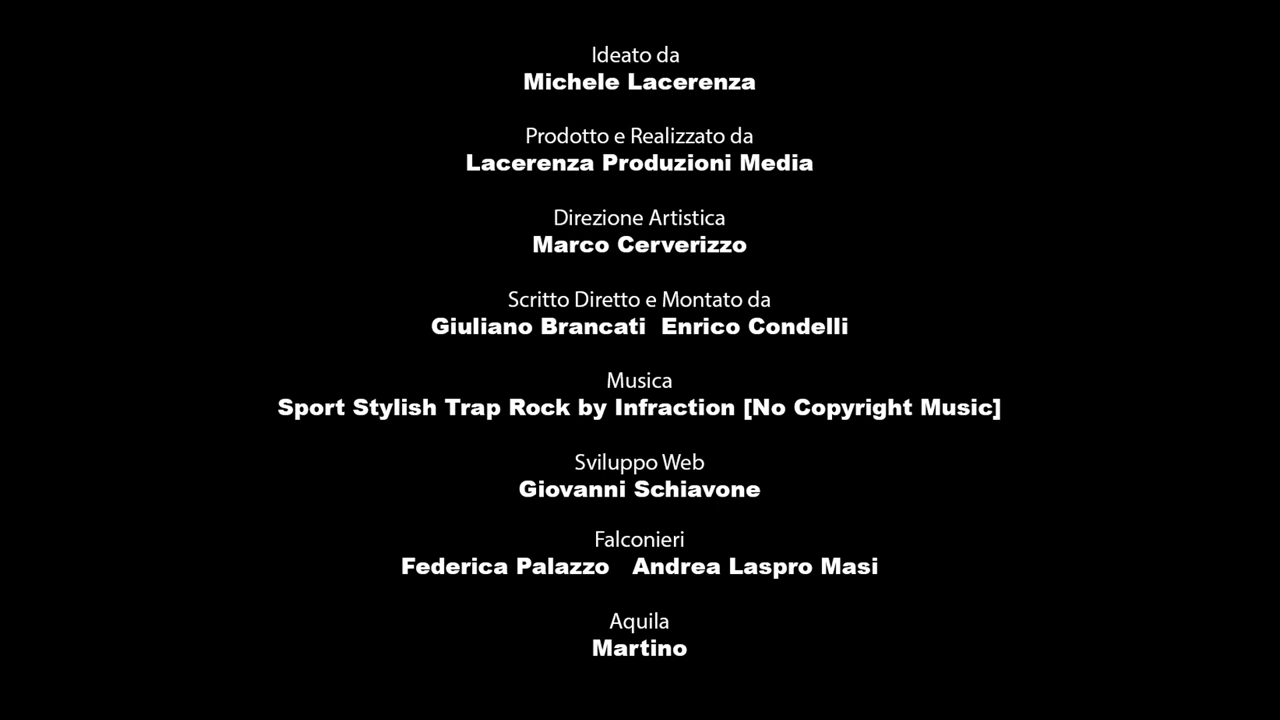 Ideato da
Michele Lacerenza
Prodotto e Realizzato da
Lacerenza Produzioni Media
Direzione Artistica
Marco Cerverizzo
Scritto Diretto e Montato da
Giuliano Brancati  Enrico Condelli
Musica
Sport Stylish Trap Rock by Infraction [No Copyright Music]
Sviluppo Web
Giovanni Schiavone
Falconieri
Federica Palazzo   Andrea Laspro Masi
Aquila
Martino